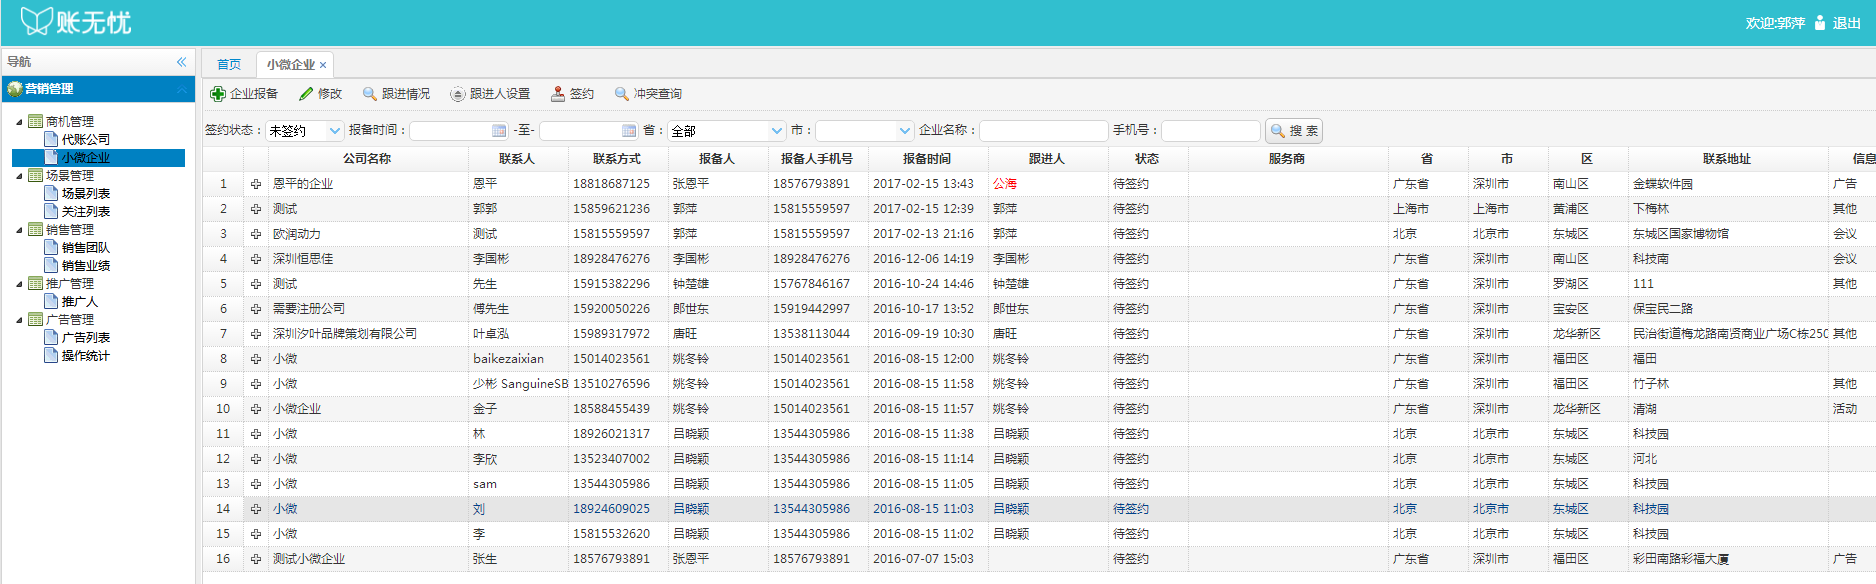 账无忧
欢迎:郭萍 退出
导航
营销管理
商机管理
代账公司
小微企业
场景管理
场景列表
关注列表
销售管理
销售团队
销售业绩
推广管理
推广人
广告管理
广告列表
操作统计
首页 小微企业 ×
企业报备 修改 跟进情况 跟进人设置 签约 冲突查询
签约状态: 未签约 报备时间: -至- 省: 全部 市: 企业名称: 手机号: 搜 索
公司名称 联系人 联系方式 报备人 报备人手机号 报备时间 跟进人 状态 服务商 省 市 区 联系地址 信息
1 恩平的企业 恩平 18818687125 张恩平 18576793891 2017-02-15 13:43 公海 待签约 广东省 深圳市 南山区 金蝶软件园 广告
2 测试 郭郭 15859621236 郭萍 15815559597 2017-02-15 12:39 郭萍 待签约 上海市 上海市 黄浦区 下梅林 其他
3 欧润动力 测试 15815559597 郭萍 15815559597 2017-02-13 21:16 郭萍 待签约 北京 北京市 东城区 东城区国家博物馆 会议
4 深圳恒思佳 李国彬 18928476276 李国彬 18928476276 2016-12-06 14:19 李国彬 待签约 广东省 深圳市 南山区 科技南 会议
5 测试 先生 15915382296 钟楚雄 15767846167 2016-10-24 14:46 钟楚雄 待签约 广东省 深圳市 罗湖区 111 其他
6 需要注册公司 傅先生 15920050226 郎世东 15919442997 2016-10-17 13:52 郎世东 待签约 广东省 深圳市 宝安区 保宝民二路
7 深圳汐叶品牌策划有限公司 叶卓泓 15989317972 唐旺 13538113044 2016-09-19 10:30 唐旺 待签约 广东省 深圳市 龙华新区 民治街道梅龙路南贤商业广场C栋250 其他
8 小微 baikezaixian 15014023561 姚冬铃 15014023561 2016-08-15 12:00 姚冬铃 待签约 广东省 深圳市 福田区 福田
9 小微 少彬 SanguineSB 13510276596 姚冬铃 15014023561 2016-08-15 11:58 姚冬铃 待签约 广东省 深圳市 福田区 竹子林 其他
10 小微企业 金子 18588455439 姚冬铃 15014023561 2016-08-15 11:57 姚冬铃 待签约 广东省 深圳市 龙华新区 清湖 活动
11 小微 林 18926021317 吕晓颖 13544305986 2016-08-15 11:38 吕晓颖 待签约 北京 北京市 东城区 科技园
12 小微 李欣 13523407002 吕晓颖 13544305986 2016-08-15 11:14 吕晓颖 待签约 北京 北京市 东城区 河北
13 小微 sam 13544305986 吕晓颖 13544305986 2016-08-15 11:05 吕晓颖 待签约 北京 北京市 东城区 科技园
14 小微 刘 18924609025 吕晓颖 13544305986 2016-08-15 11:03 吕晓颖 待签约 北京 北京市 东城区 科技园
15 小微 李 15815532620 吕晓颖 13544305986 2016-08-15 11:02 吕晓颖 待签约 北京 北京市 东城区 科技园
16 测试小微企业 张生 18576793891 张恩平 18576793891 2016-07-07 15:03 待签约 广东省 深圳市 福田区 彩田南路彩福大厦 广告